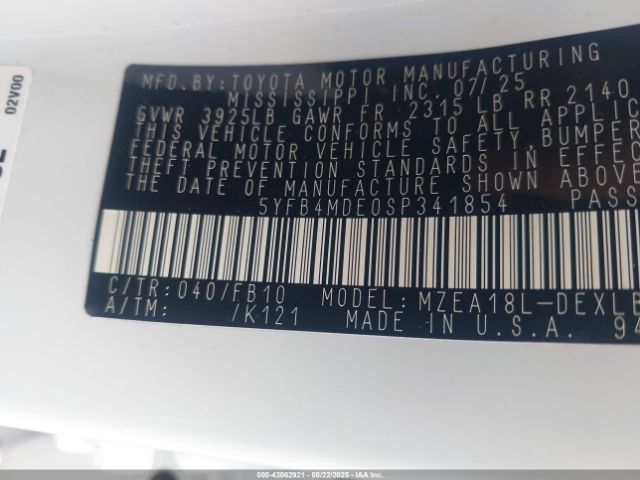 MFD.BY:TOYOTA MOTOR MANUFACTURING
MISSISSIPPI, INC. 07/25
GVWR 3925LB GAWR FR 2315 LB RR 2140
THIS VEHICLE CONFORMS TO ALL APPLIC
FEDERAL MOTOR VEHICLE SAFETY, BUMPER
THEFT PREVENTION STANDARDS IN EFFEC
THE DATE OF MANUFACTURE SHOWN ABOVE
5YFB4MDE0SP341854 PASS
C/TR: 040/FB10 MODEL: MZEA18L-DEXLB
A/TM: /K121 MADE IN U.S.A. 94
02V00
000-43062921 - 08/22/2025 - IAA Inc.